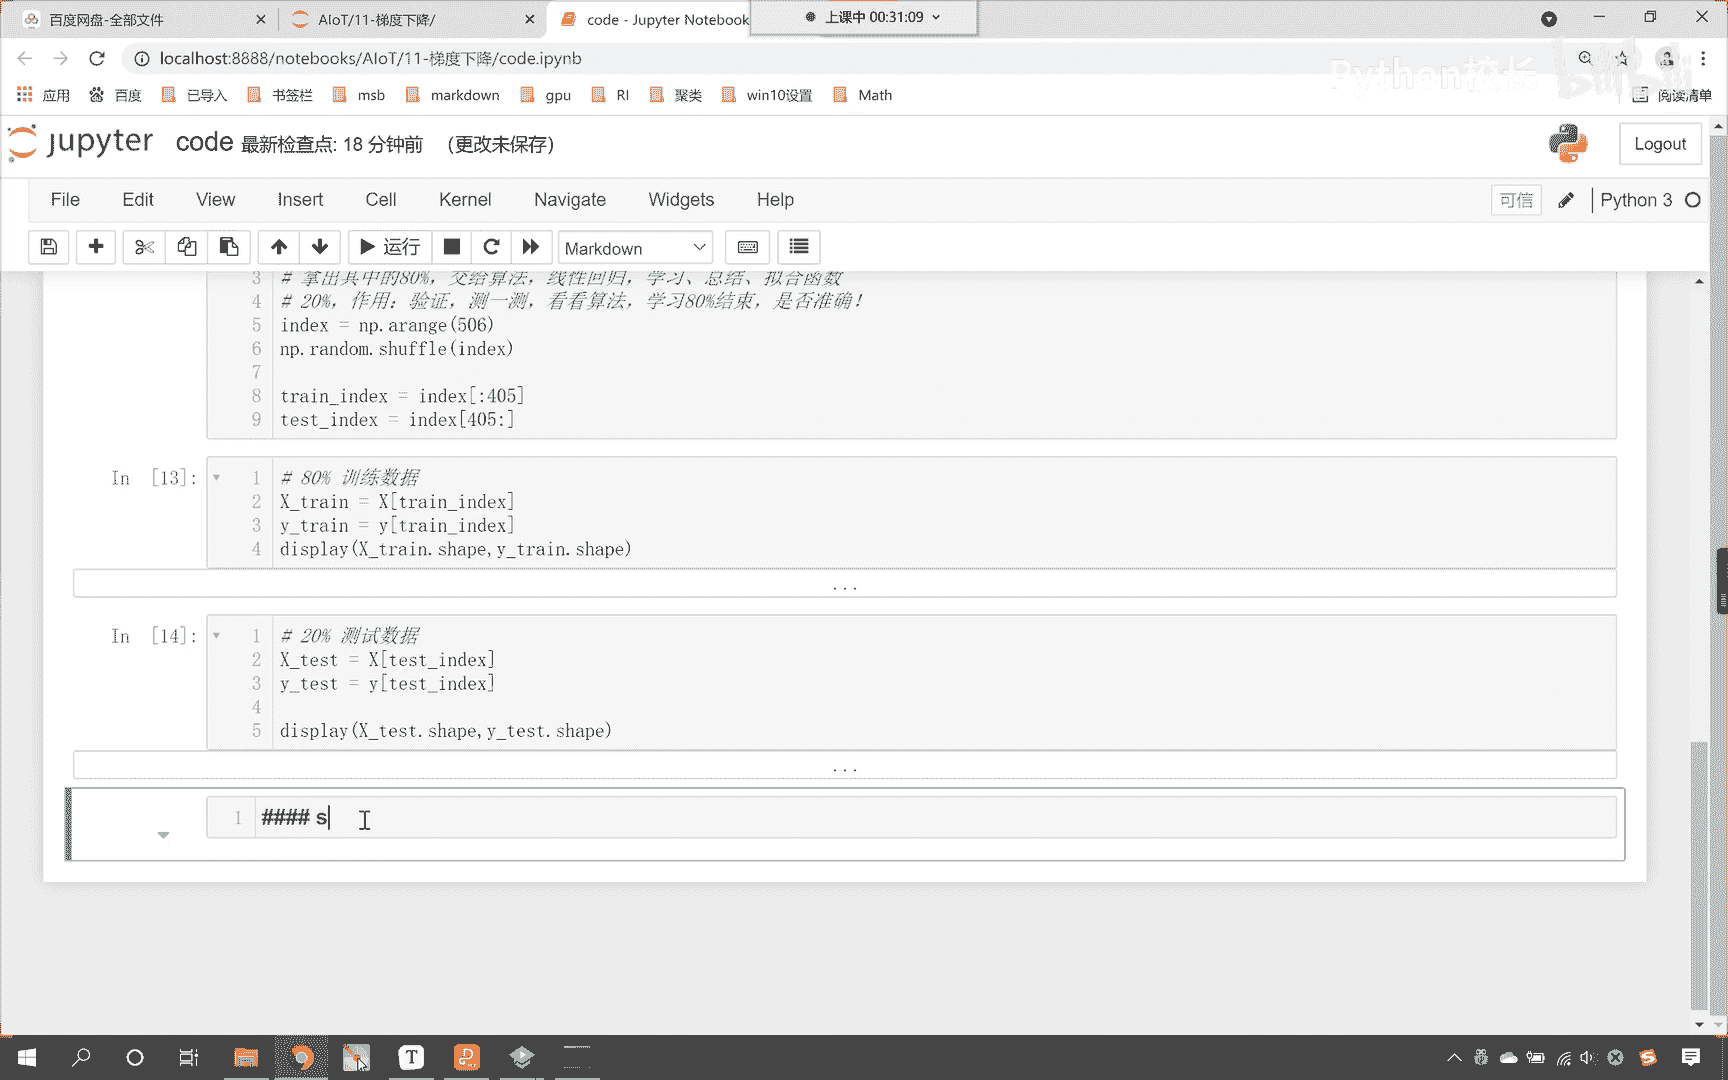 百度网盘-全部文件
AIoT/11-梯度下降/
code - Jupyter Notebook
上课中 00:31:09
localhost:8888/notebooks/AIoT/11-梯度下降/code.ipynb
应用 百度 已导入 书签栏 msb markdown gpu RI 聚类 win10设置 Math 阅读清单
jupyter code 最新检查点: 18 分钟前 (更改未保存) Logout
File Edit View Insert Cell Kernel Navigate Widgets Help 可信 Python 3
运行 Markdown
3 # 拿出其中的80%，交给算法，线性回归，学习、总结、拟合函数
4 # 20%，作用：验证，测一测，看看算法，学习80%结束，是否准确！
5 index = np.arange(506)
6 np.random.shuffle(index)
7
8 train_index = index[:405]
9 test_index = index[405:]
In [13]:
1 # 80% 训练数据
2 X_train = X[train_index]
3 y_train = y[train_index]
4 display(X_train.shape,y_train.shape)
...
In [14]:
1 # 20% 测试数据
2 X_test = X[test_index]
3 y_test = y[test_index]
4
5 display(X_test.shape,y_test.shape)
...
1 #### s